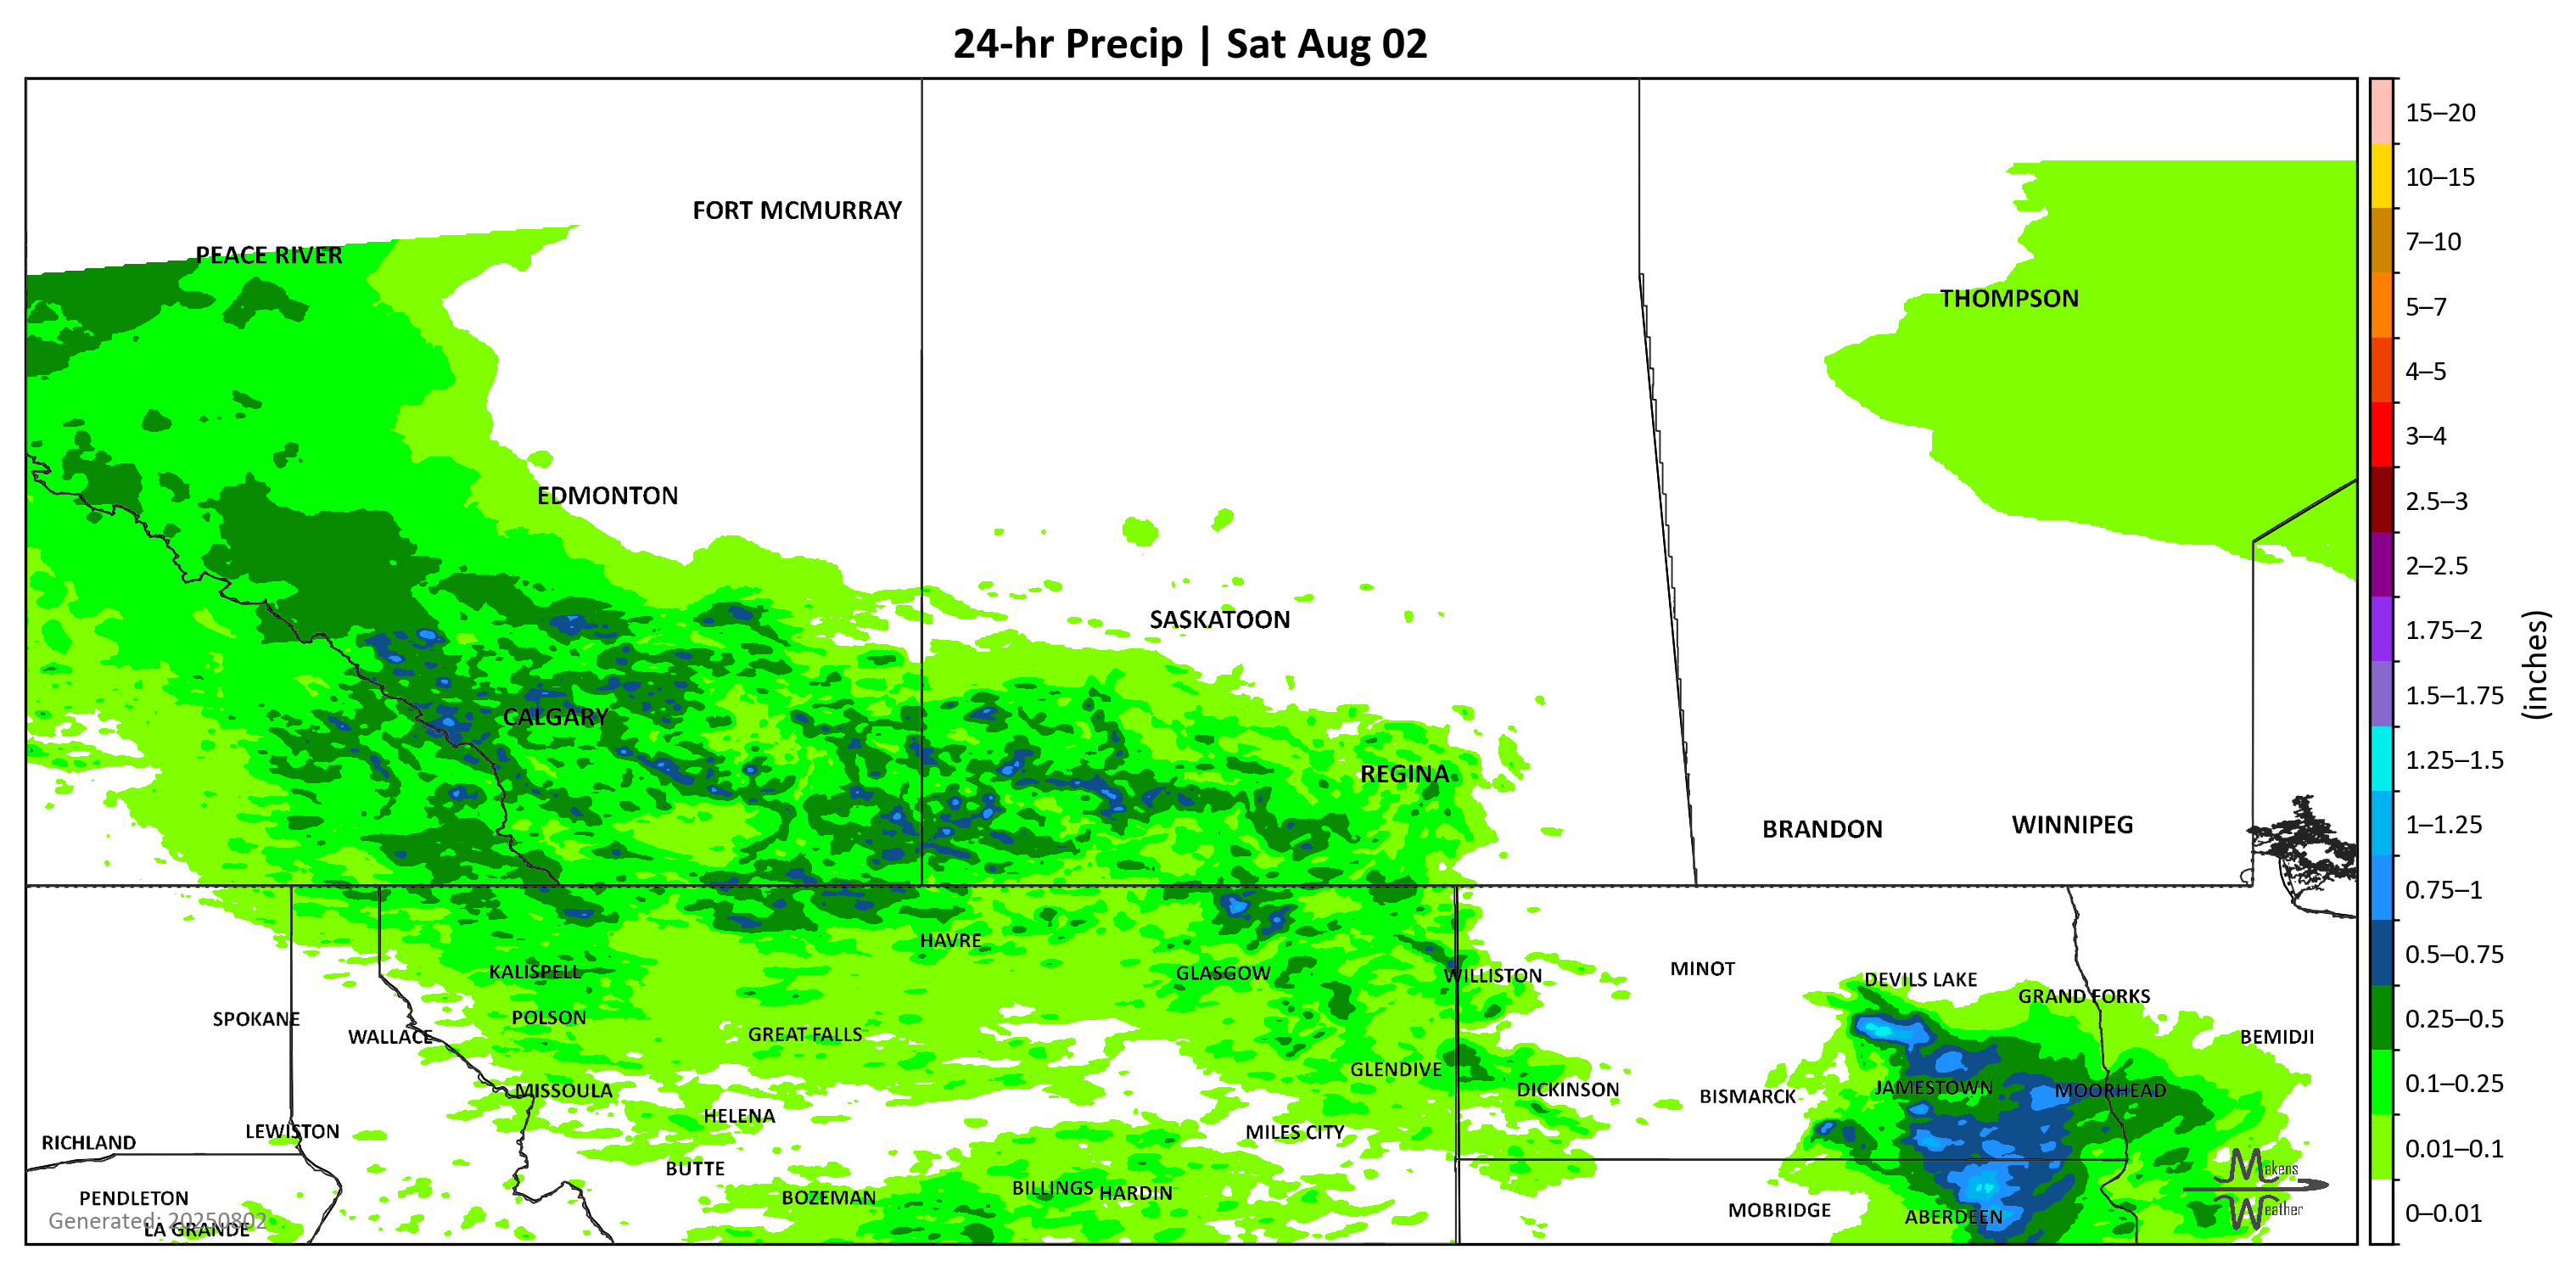 24-hr Precip | Sat Aug 02
FORT MCMURRAY
PEACE RIVER
THOMPSON
EDMONTON
SASKATOON
CALGARY
REGINA
BRANDON
WINNIPEG
HAVRE
KALISPELL
GLASGOW
WILLISTON
MINOT
DEVILS LAKE
GRAND FORKS
SPOKANE
POLSON
WALLACE
GREAT FALLS
BEMIDJI
GLENDIVE
MISSOULA
DICKINSON
BISMARCK
JAMESTOWN
MOORHEAD
HELENA
RICHLAND
LEWISTON
MILES CITY
BUTTE
PENDLETON
BOZEMAN
BILLINGS
HARDIN
MOBRIDGE
ABERDEEN
Generated: 20250802
LA GRANDE
Makens
Weather
15–20
10–15
7–10
5–7
4–5
3–4
2.5–3
2–2.5
1.75–2
1.5–1.75
1.25–1.5
1–1.25
0.75–1
0.5–0.75
0.25–0.5
0.1–0.25
0.01–0.1
0–0.01
(inches)